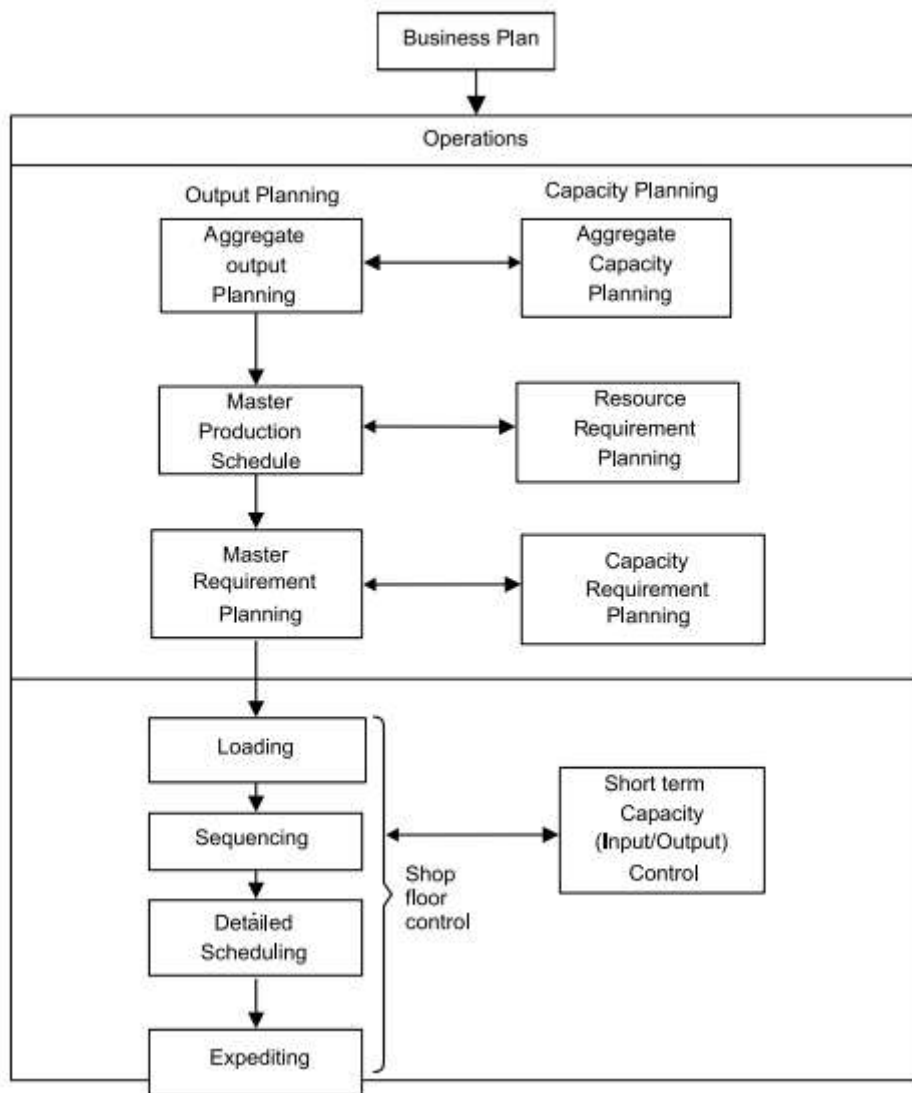 Business Plan
Operations
Output Planning
Capacity Planning
Aggregate
output
Planning
Aggregate
Capacity
Planning
Master
Production
Schedule
Resource
Requirement
Planning
Master
Requirement
Planning
Capacity
Requirement
Planning
Loading
Sequencing
Detailed
Scheduling
Expediting
Shop
floor
control
Short term
Capacity
(Input/Output)
Control